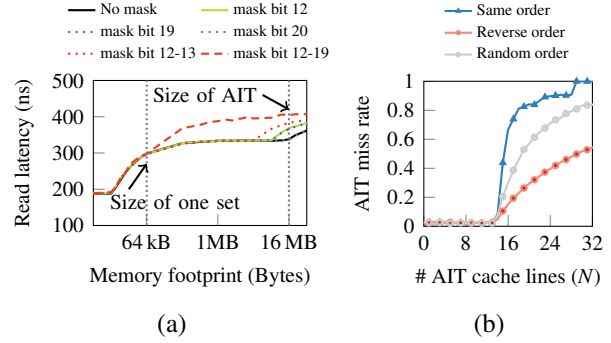 No mask
mask bit 12
mask bit 19
mask bit 20
mask bit 12-13
mask bit 12-19
500
400
300
200
100
Read latency (ns)
Size of AIT
Size of one set
64 kB
1MB
16 MB
Memory footprint (Bytes)
(a)
Same order
Reverse order
Random order
1
0.8
0.6
0.4
0.2
0
AIT miss rate
0 8 16 24 32
# AIT cache lines (N)
(b)